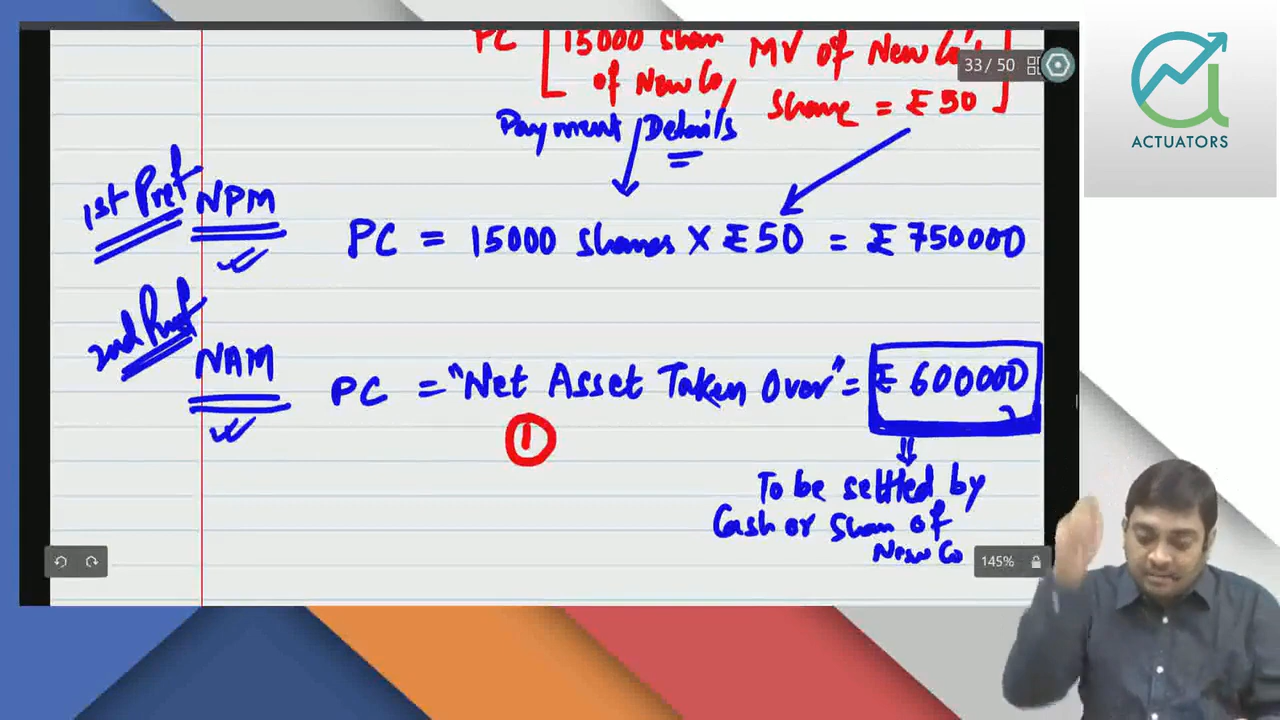 PC [15000 sham MV of New Co's]
of New Co/ Share = ₹50
33/50
Payment Details
ACTUATORS
1st Pref NPM PC = 15000 shares × ₹50 = ₹750000
2nd Pref
NAM PC = "Net Asset Taken Over" = ₹600000
①
To be settled by
Cash or Sham of
New Co
145%